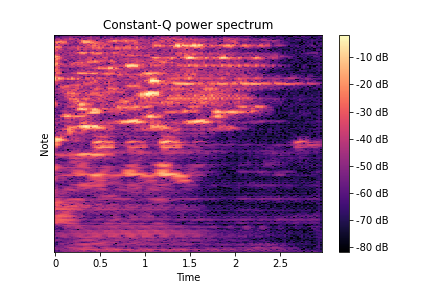 Constant-Q power spectrum
-10 dB
-20 dB
-30 dB
-40 dB
-50 dB
-60 dB
-70 dB
-80 dB
Note
0
0.5
1
1.5
2
2.5
Time